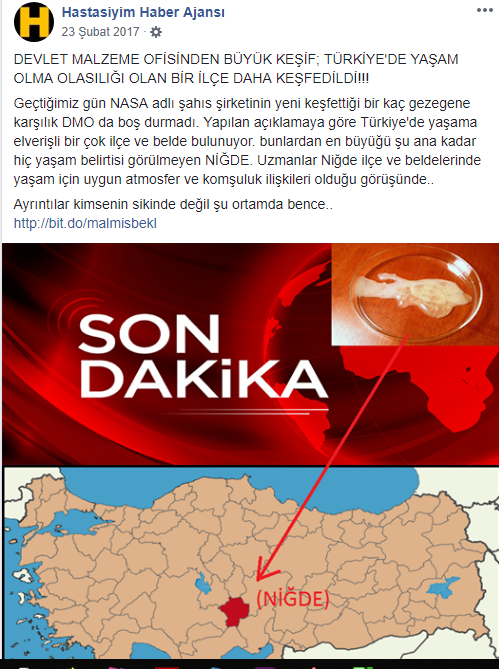 Hastasiyim Haber Ajansı
23 Şubat 2017 ·
DEVLET MALZEME OFİSİNDEN BÜYÜK KEŞİF; TÜRKİYE'DE YAŞAM
OLMA OLASILIĞI OLAN BİR İLÇE DAHA KEŞFEDİLDİ!!!
Geçtiğimiz gün NASA adlı şahıs şirketinin yeni keşfettiği bir kaç gezegene
karşılık DMO da boş durmadı. Yapılan açıklamaya göre Türkiye'de yaşama
elverişli bir çok ilçe ve belde bulunuyor. bunlardan en büyüğü şu ana kadar
hiç yaşam belirtisi görülmeyen NİĞDE. Uzmanlar Niğde ilçe ve beldelerinde
yaşam için uygun atmosfer ve komşuluk ilişkileri olduğu görüşünde..
Ayrıntılar kimsenin sikinde değil şu ortamda bence..
http://bit.do/malmisbekl
H
SON
DAKiKA
(NİĞDE)